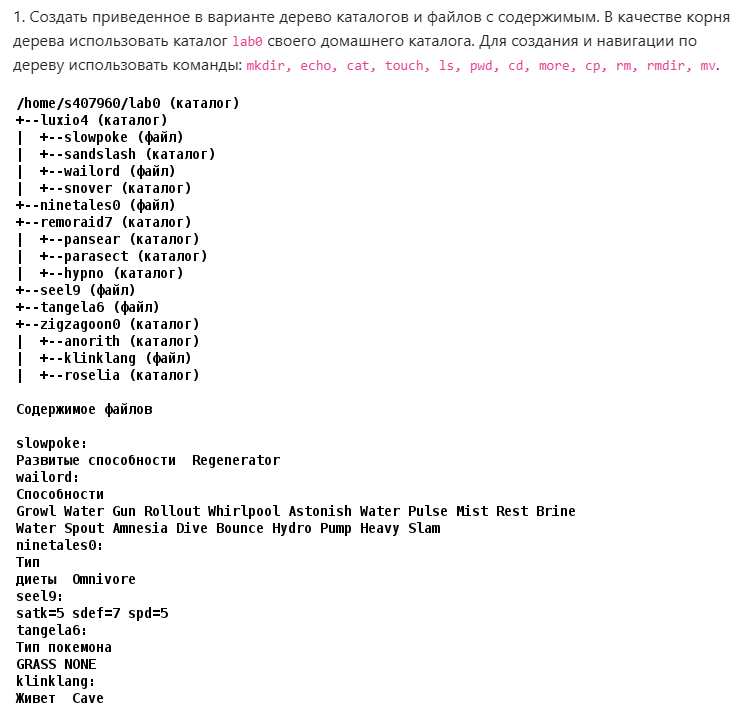 1. Создать приведенное в варианте дерево каталогов и файлов с содержимым. В качестве корня
дерева использовать каталог lab0 своего домашнего каталога. Для создания и навигации по
дереву использовать команды: mkdir, echo, cat, touch, ls, pwd, cd, more, cp, rm, rmdir, mv.
/home/s407960/lab0 (каталог)
+--luxio4 (каталог)
|  +--slowpoke (файл)
|  +--sandslash (каталог)
|  +--wailord (файл)
|  +--snover (каталог)
+--ninetales0 (файл)
+--remoraid7 (каталог)
|  +--pansear (каталог)
|  +--parasect (каталог)
|  +--hypno (каталог)
+--seel9 (файл)
+--tangela6 (файл)
+--zigzagoon0 (каталог)
|  +--anorith (каталог)
|  +--klinklang (файл)
|  +--roselia (каталог)
Содержимое файлов
slowpoke:
Развитые способности  Regenerator
wailord:
Способности
Growl Water Gun Rollout Whirlpool Astonish Water Pulse Mist Rest Brine
Water Spout Amnesia Dive Bounce Hydro Pump Heavy Slam
ninetales0:
Тип
диеты  Omnivore
seel9:
satk=5 sdef=7 spd=5
tangela6:
Тип покемона
GRASS NONE
klinklang:
Живет  Cave